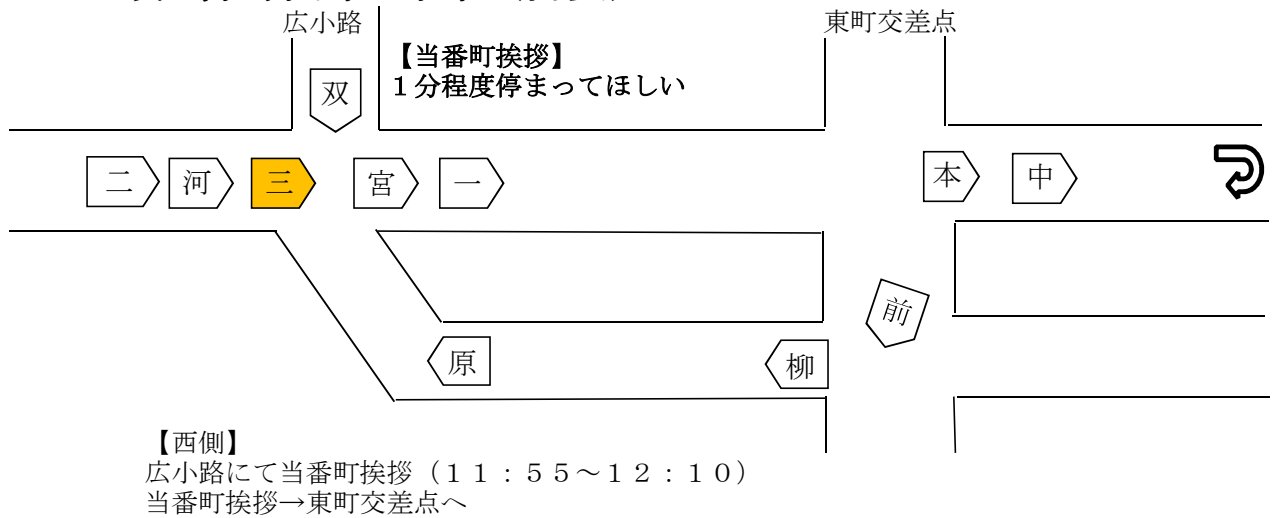 広小路
東町交差点
【当番町挨拶】
１分程度停まってほしい
双
二
河
三
宮
一
本
中
前
原
柳
【西側】
広小路にて当番町挨拶（１１：５５～１２：１０）
当番町挨拶→東町交差点へ